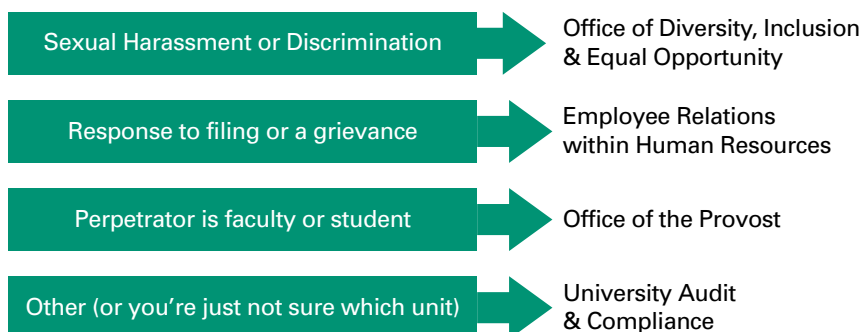 Sexual Harassment or Discrimination
Office of Diversity, Inclusion
& Equal Opportunity
Response to filing or a grievance
Employee Relations
within Human Resources
Perpetrator is faculty or student
Office of the Provost
Other (or you’re just not sure which unit)
University Audit
& Compliance